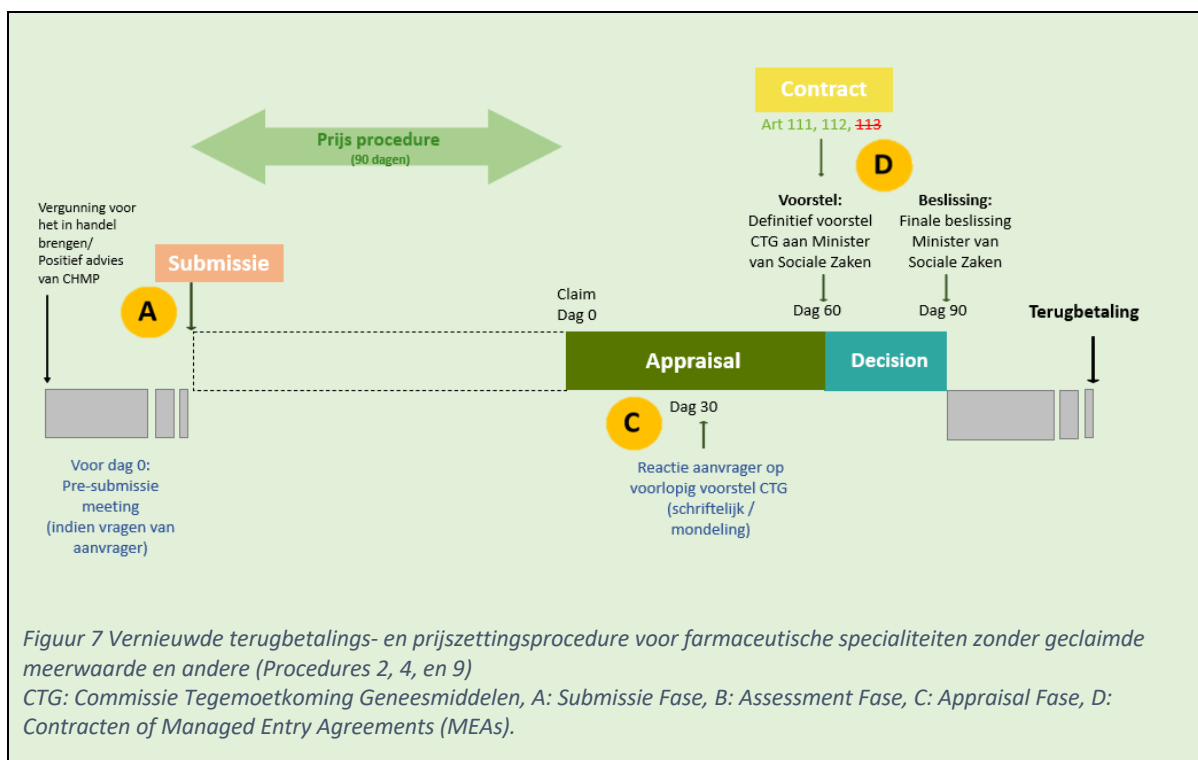 Contract
Art 111, 112, 113
Prijs procedure
(90 dagen)
D
Vergunning voor
het in handel
brengen/
Positief advies
van CHMP
Voorstel:
Definitief voorstel
CTG aan Minister
van Sociale Zaken
Beslissing:
Finale beslissing
Minister van
Sociale Zaken
Submissie
A
Claim
Dag 0
Dag 60
Dag 90
Terugbetaling
Appraisal
Decision
C
Dag 30
Voor dag 0:
Pre-submissie
meeting
(indien vragen van
aanvrager)
Reactie aanvrager op
voorlopig voorstel CTG
(schriftelijk /
mondeling)
Figuur 7 Vernieuwde terugbetalings- en prijszettingsprocedure voor farmaceutische specialiteiten zonder geclaimde
meerwaarde en andere (Procedures 2, 4, en 9)
CTG: Commissie Tegemoetkoming Geneesmiddelen, A: Submissie Fase, B: Assessment Fase, C: Appraisal Fase, D:
Contracten of Managed Entry Agreements (MEAs).